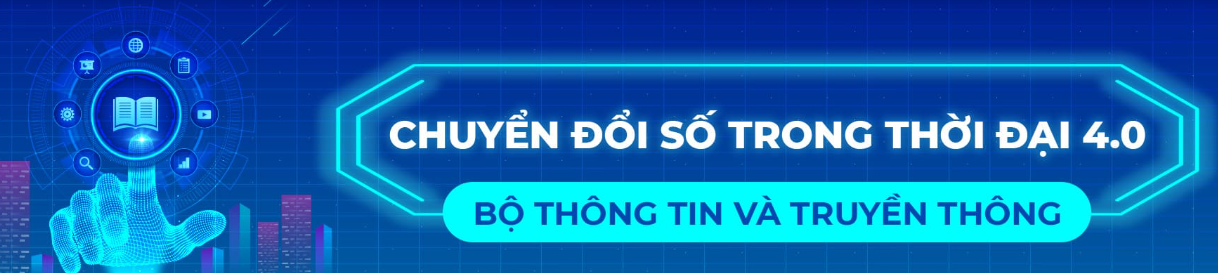 CHUYỂN ĐỔI SỐ TRONG THỜI ĐẠI 4.0
BỘ THÔNG TIN VÀ TRUYỀN THÔNG